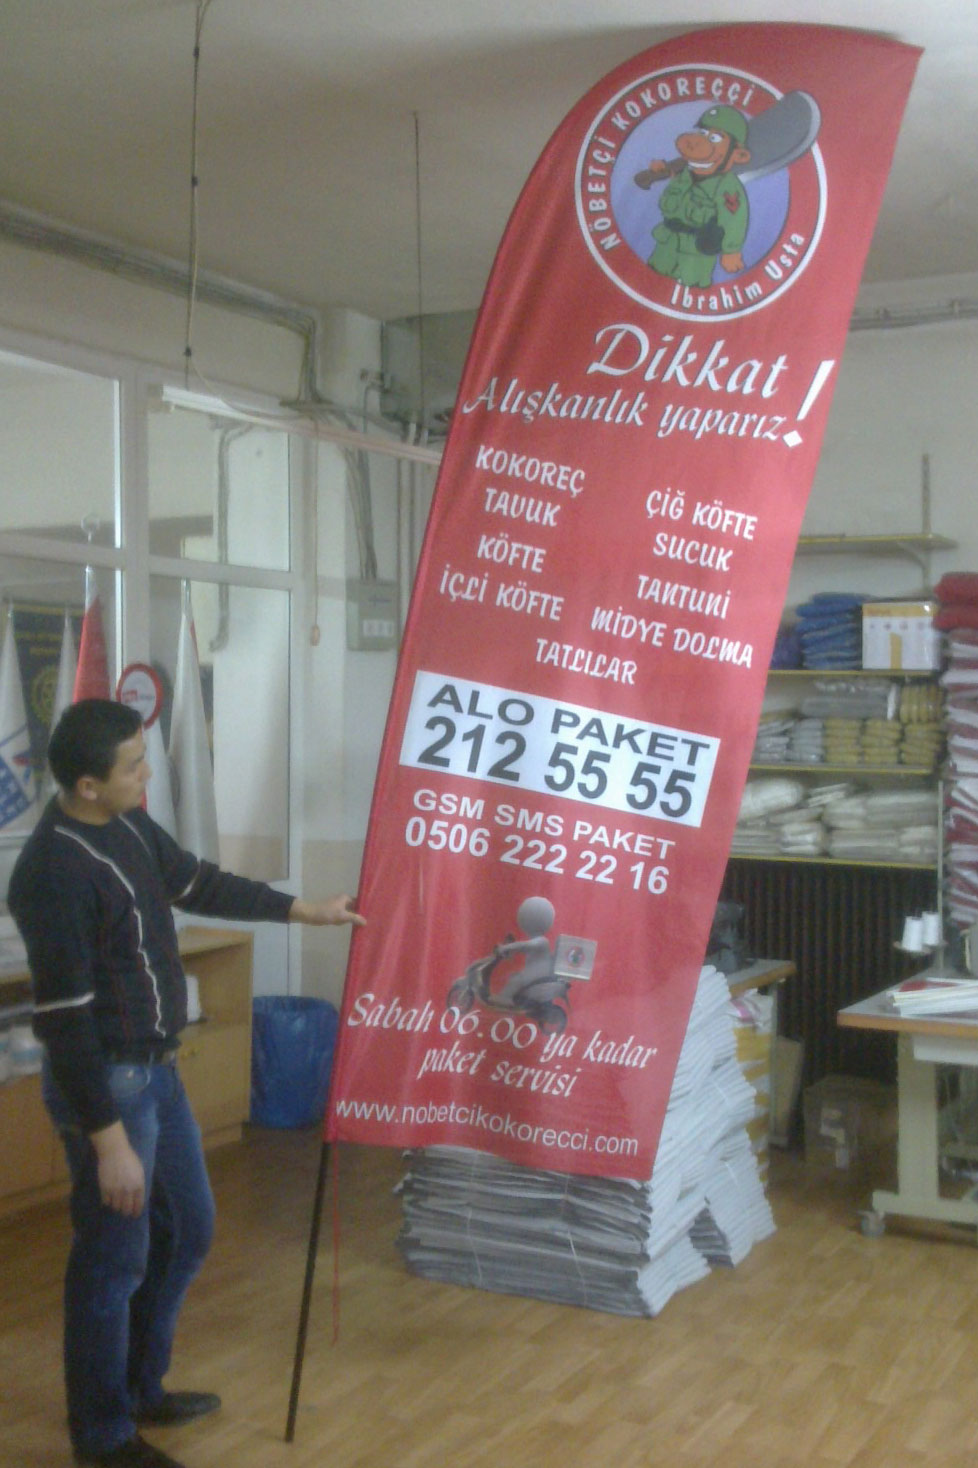 NÖBETÇİ KOKOREÇÇİ
İbrahim Usta
Dikkat
Alışkanlık yaparız!
KOKOREÇ
TAVUK
KÖFTE
İÇLİ KÖFTE
ÇİĞ KÖFTE
SUCUK
TANTUNİ
MİDYE DOLMA
TATLILAR
ALO PAKET
212 55 55
GSM SMS PAKET
0506 222 22 16
Sabah 06.00 ya kadar
paket servisi
www.nobetcikokorecci.com